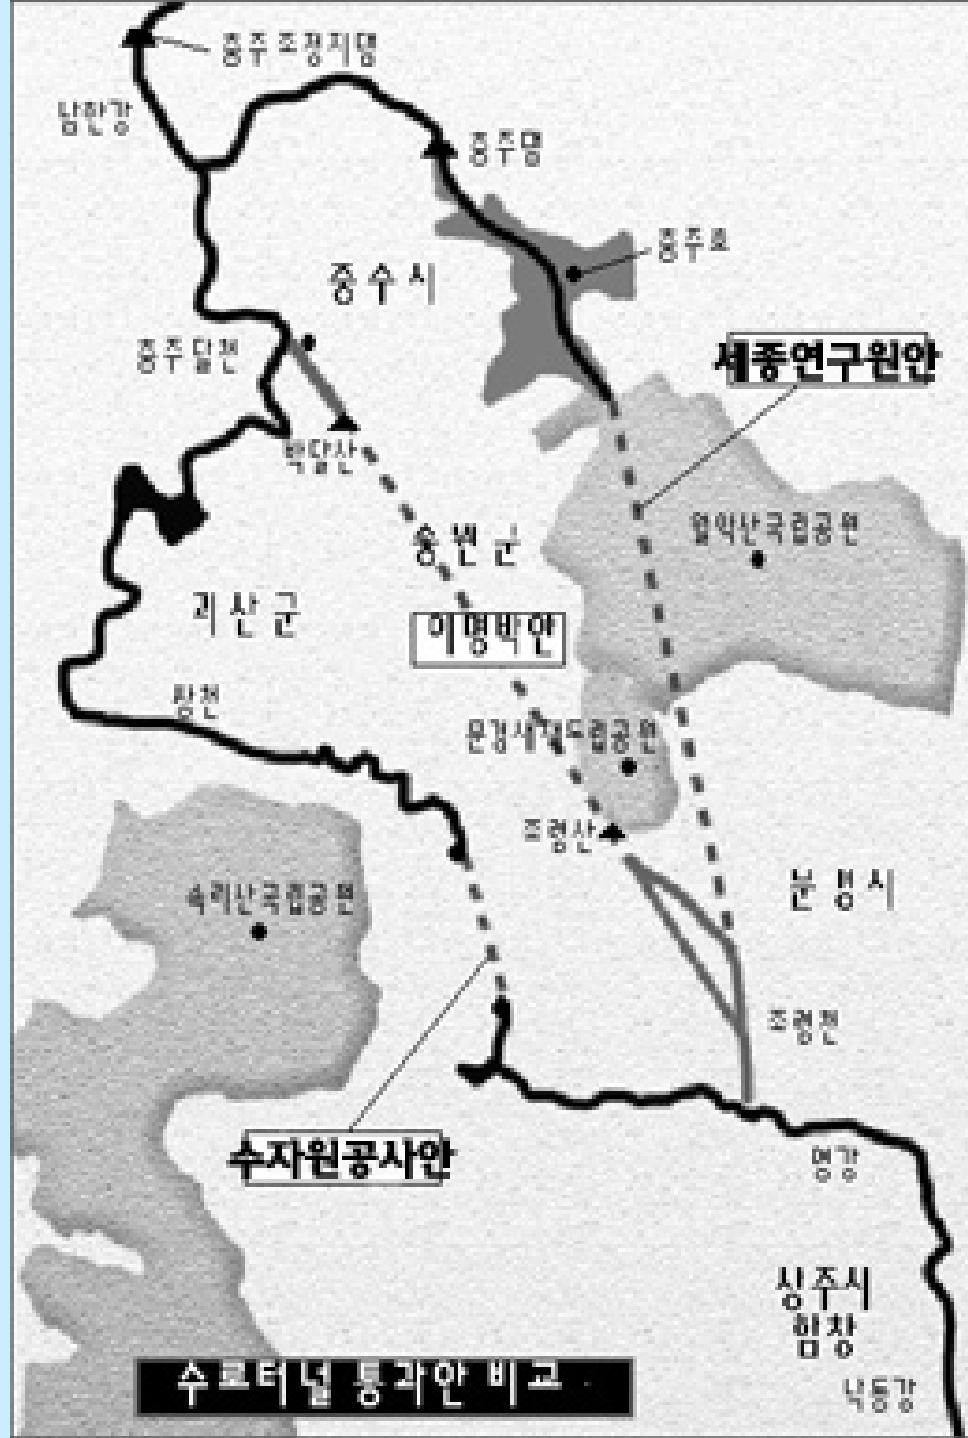 충주조정지댐
남한강
충주댐
충주호
충주시
세종연구원안
충주달천
박달산
월악산국립공원
괴산군
이명박안
쌍천
문경새재도립공원
조령산
문경시
속리산국립공원
조령천
수자원공사안
영강
상주시
함창
수로터널 통과안 비교
낙동강